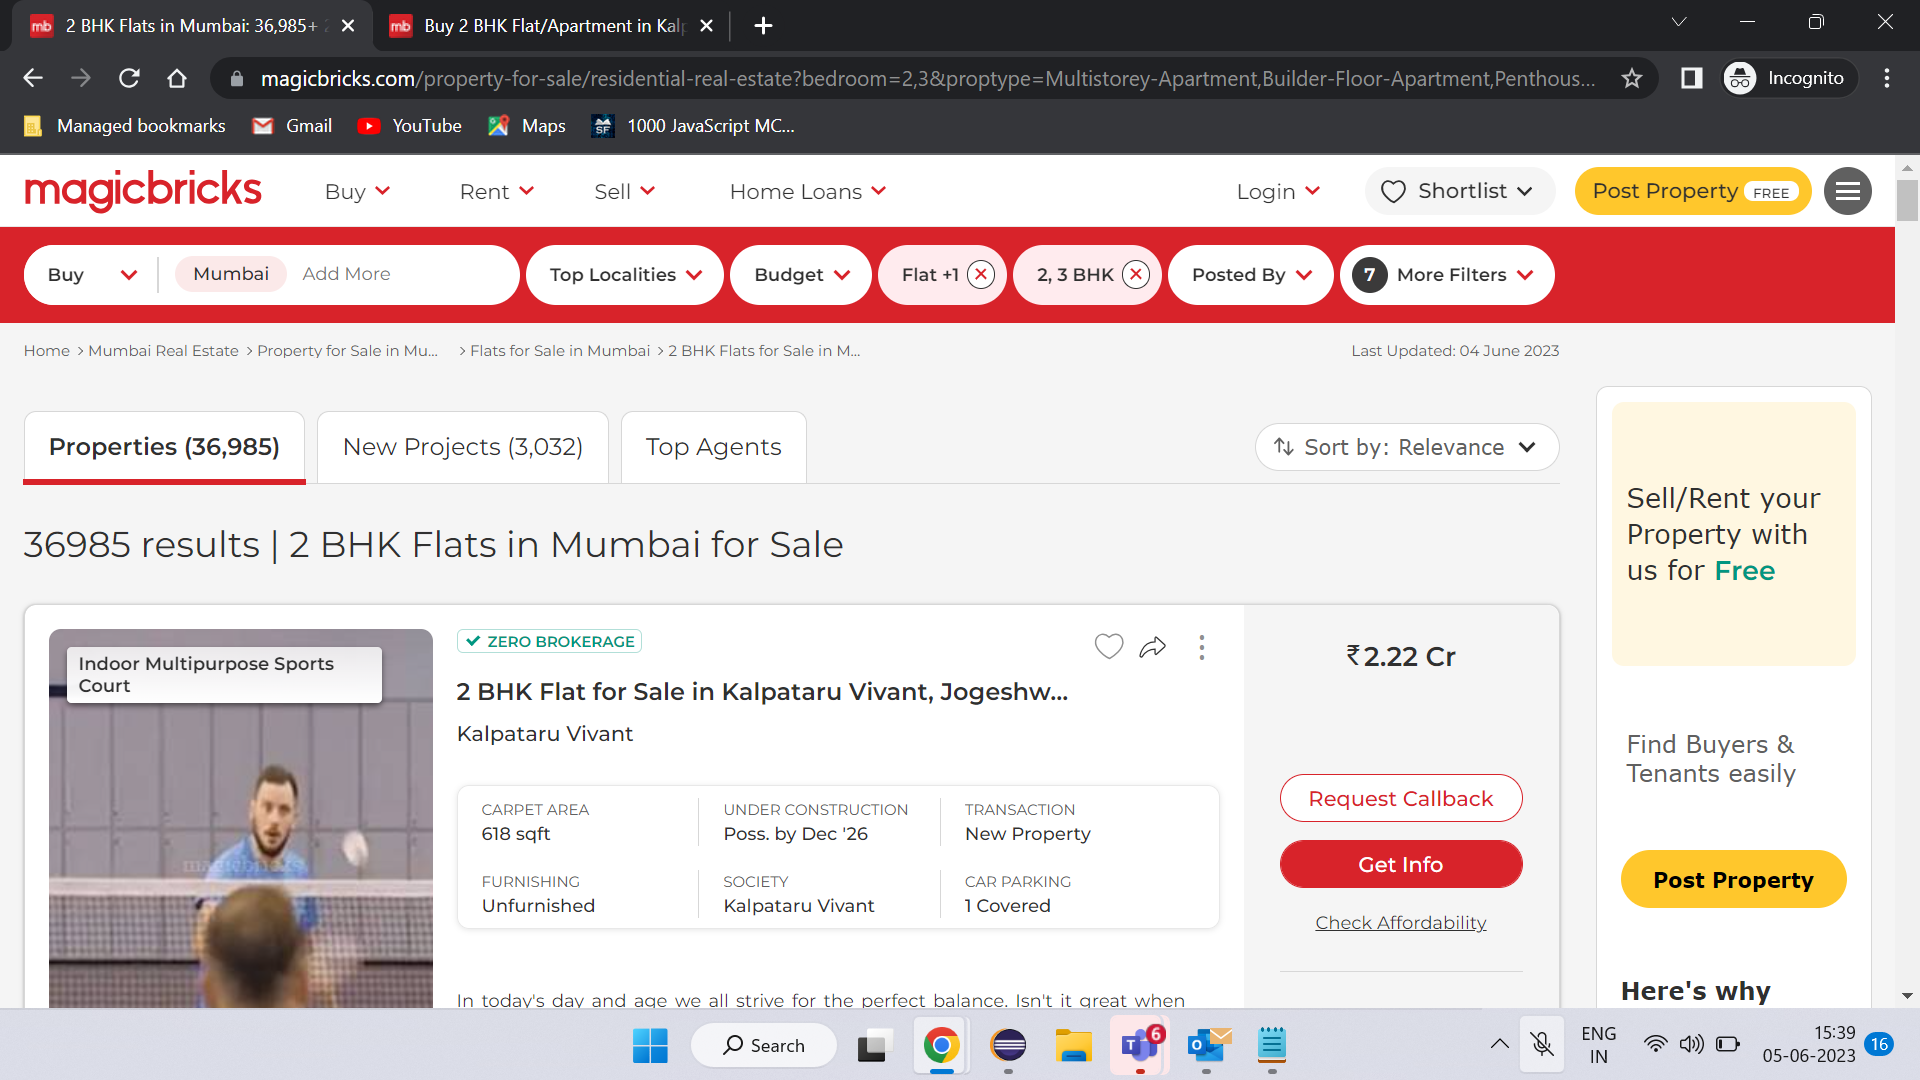 2 BHK Flats in Mumbai: 36,985+ 2
Buy 2 BHK Flat/Apartment in Kalp
magicbricks.com/property-for-sale/residential-real-estate?bedroom=2,3&proptype=Multistorey-Apartment,Builder-Floor-Apartment,Penthous...
Incognito
Managed bookmarks
Gmail
YouTube
Maps
1000 JavaScript MC...
magicbricks
Buy
Rent
Sell
Home Loans
Login
Shortlist
Post Property FREE
Buy
Mumbai
Add More
Top Localities
Budget
Flat +1
2, 3 BHK
Posted By
7 More Filters
Home > Mumbai Real Estate > Property for Sale in Mu... > Flats for Sale in Mumbai > 2 BHK Flats for Sale in M...
Last Updated: 04 June 2023
Properties (36,985)
New Projects (3,032)
Top Agents
Sort by: Relevance
36985 results | 2 BHK Flats in Mumbai for Sale
Indoor Multipurpose Sports
Court
magicbricks
ZERO BROKERAGE
2 BHK Flat for Sale in Kalpataru Vivant, Jogeshw...
Kalpataru Vivant
CARPET AREA
618 sqft
UNDER CONSTRUCTION
Poss. by Dec '26
TRANSACTION
New Property
FURNISHING
Unfurnished
SOCIETY
Kalpataru Vivant
CAR PARKING
1 Covered
In today's day and age we all strive for the perfect balance. Isn't it great when
₹2.22 Cr
Request Callback
Get Info
Check Affordability
Sell/Rent your
Property with
us for Free
Find Buyers &
Tenants easily
Post Property
Here's why
Search
6
ENG
IN
15:39
05-06-2023
16